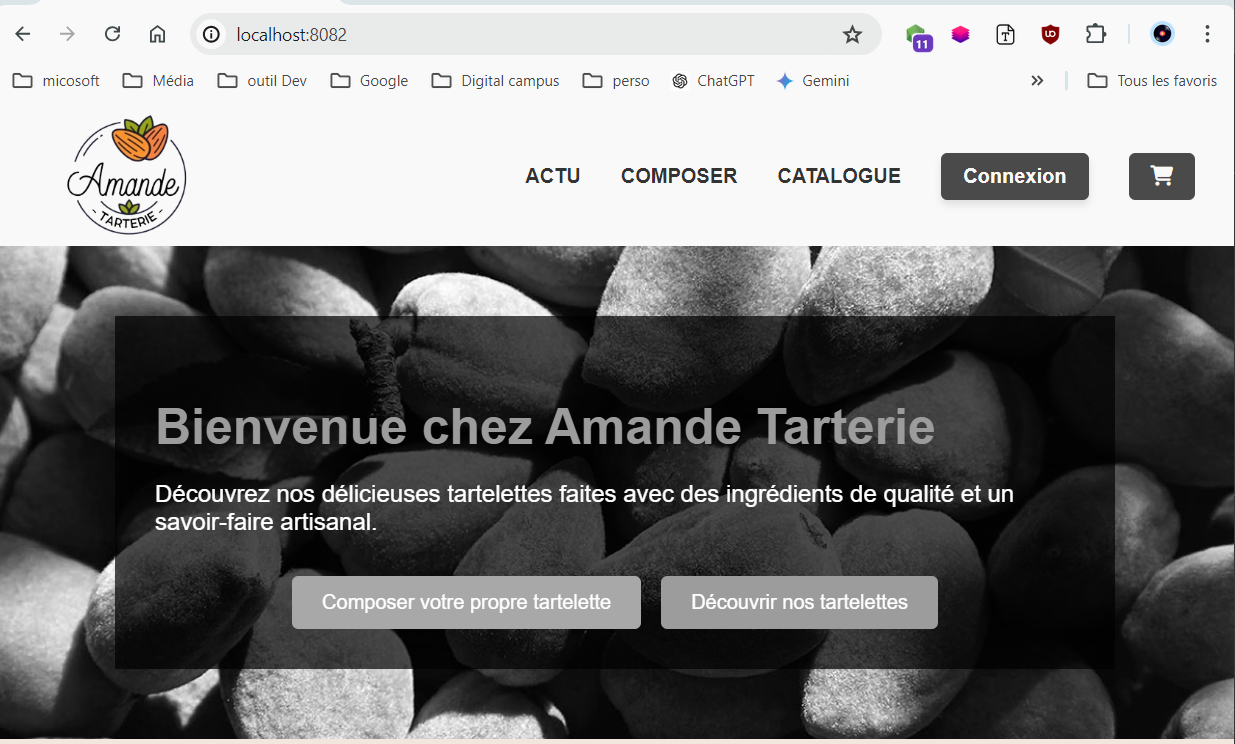 localhost:8082
11
micosoft
Média
outil Dev
Google
Digital campus
perso
ChatGPT
Gemini
Tous les favoris
Amande
- TARTERIE -
ACTU
COMPOSER
CATALOGUE
Connexion
Bienvenue chez Amande Tarterie
Découvrez nos délicieuses tartelettes faites avec des ingrédients de qualité et un
savoir-faire artisanal.
Composer votre propre tartelette
Découvrir nos tartelettes